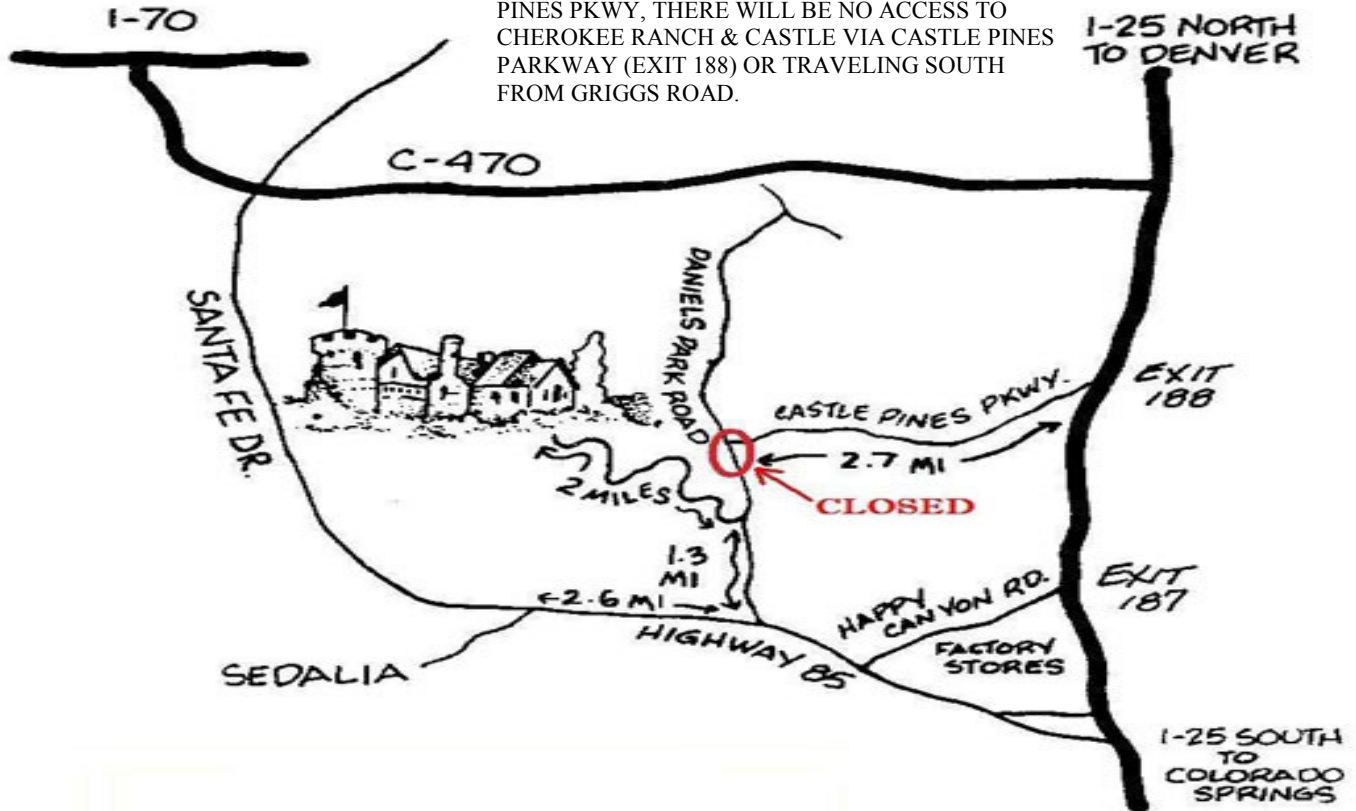 PINES PKWY, THERE WILL BE NO ACCESS TO
CHEROKEE RANCH & CASTLE VIA CASTLE PINES
PARKWAY (EXIT 188) OR TRAVELING SOUTH
FROM GRIGGS ROAD.
I-70
I-25 NORTH
TO DENVER
C-470
DANIELS PARK ROAD
SANTA FE DR.
EXIT
188
CASTLE PINES PKWY.
2.7 MI
CLOSED
2 MILES
1.3
MI
2.6 MI
HAPPY
CANYON RD.
EXIT
187
HIGHWAY 85
FACTORY
STORES
SEDALIA
I-25 SOUTH
TO
COLORADO
SPRINGS